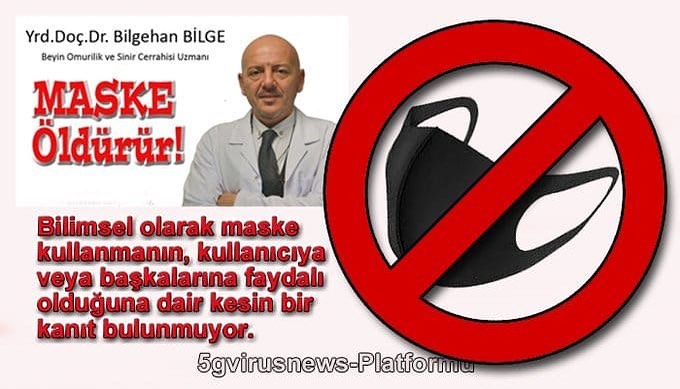 Yrd.Doç.Dr. Bilgehan BİLGE
Beyin Omurilik ve Sinir Cerrahisi Uzmanı
MASKE
Öldürür!
Bilimsel olarak maske
kullanmanın, kullanıcıya
veya başkalarına faydalı
olduğuna dair kesin bir
kanıt bulunmuyor.
5gvirusnews-Platformu